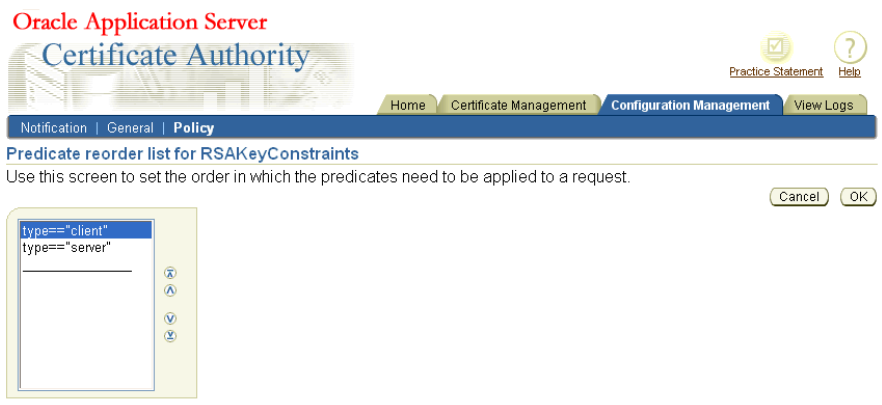 Oracle Application Server
Certificate Authority
Practice Statement
?
Help
Home
Certificate Management
Configuration Management
View Logs
Notification | General | Policy
Predicate reorder list for RSAKeyConstraints
Use this screen to set the order in which the predicates need to be applied to a request.
Cancel
OK
type=="client"
type=="server"